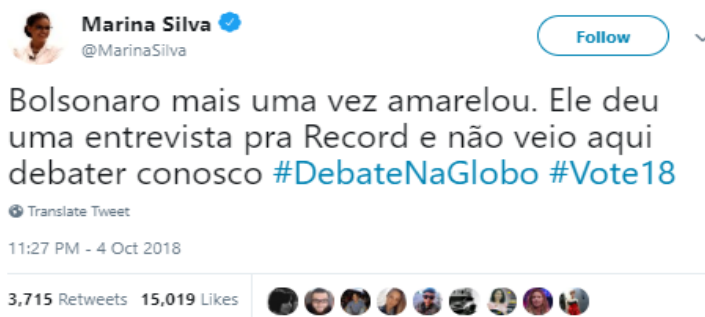 Marina Silva
@MarinaSilva
Follow
Bolsonaro mais uma vez amarelou. Ele deu
uma entrevista pra Record e não veio aqui
debater conosco #DebateNaGlobo #Vote18
Translate Tweet
11:27 PM - 4 Oct 2018
3,715 Retweets 15,019 Likes